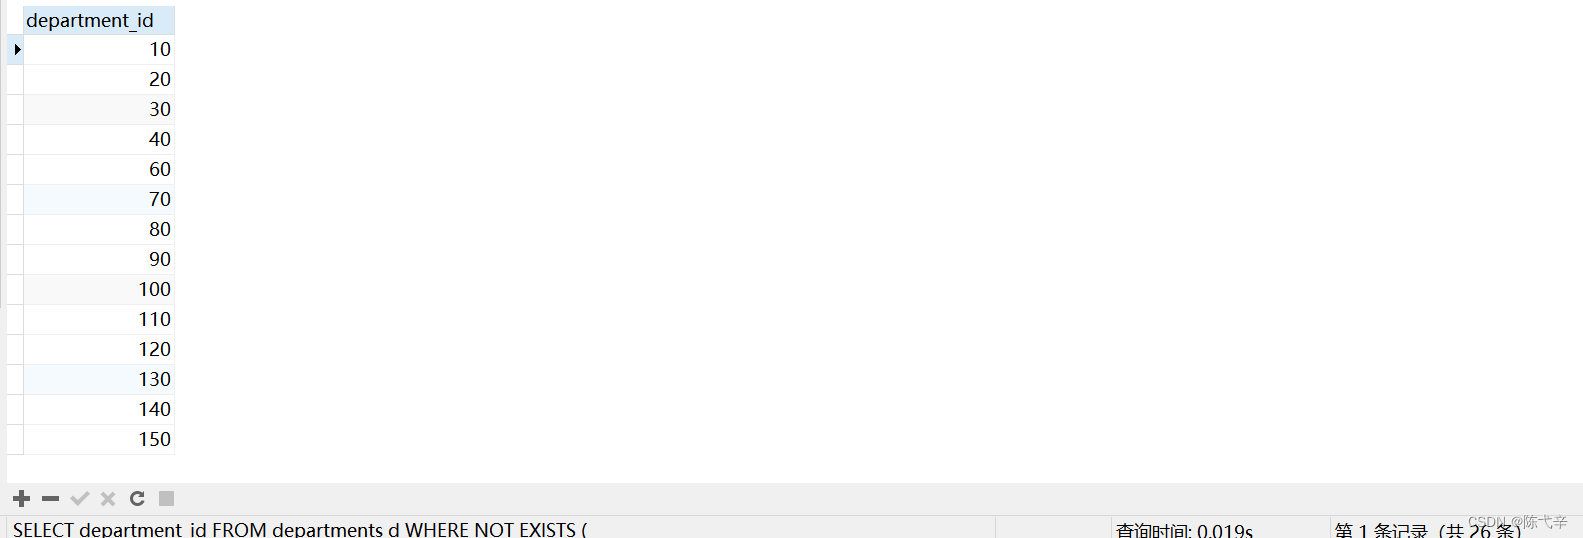 department_id
10
20
30
40
60
70
80
90
100
110
120
130
140
150
SELECT department_id FROM departments d WHERE NOT EXISTS (
查询时间: 0.019s
第 1 条记录（共 26 条）
CSDN @陈弋辛